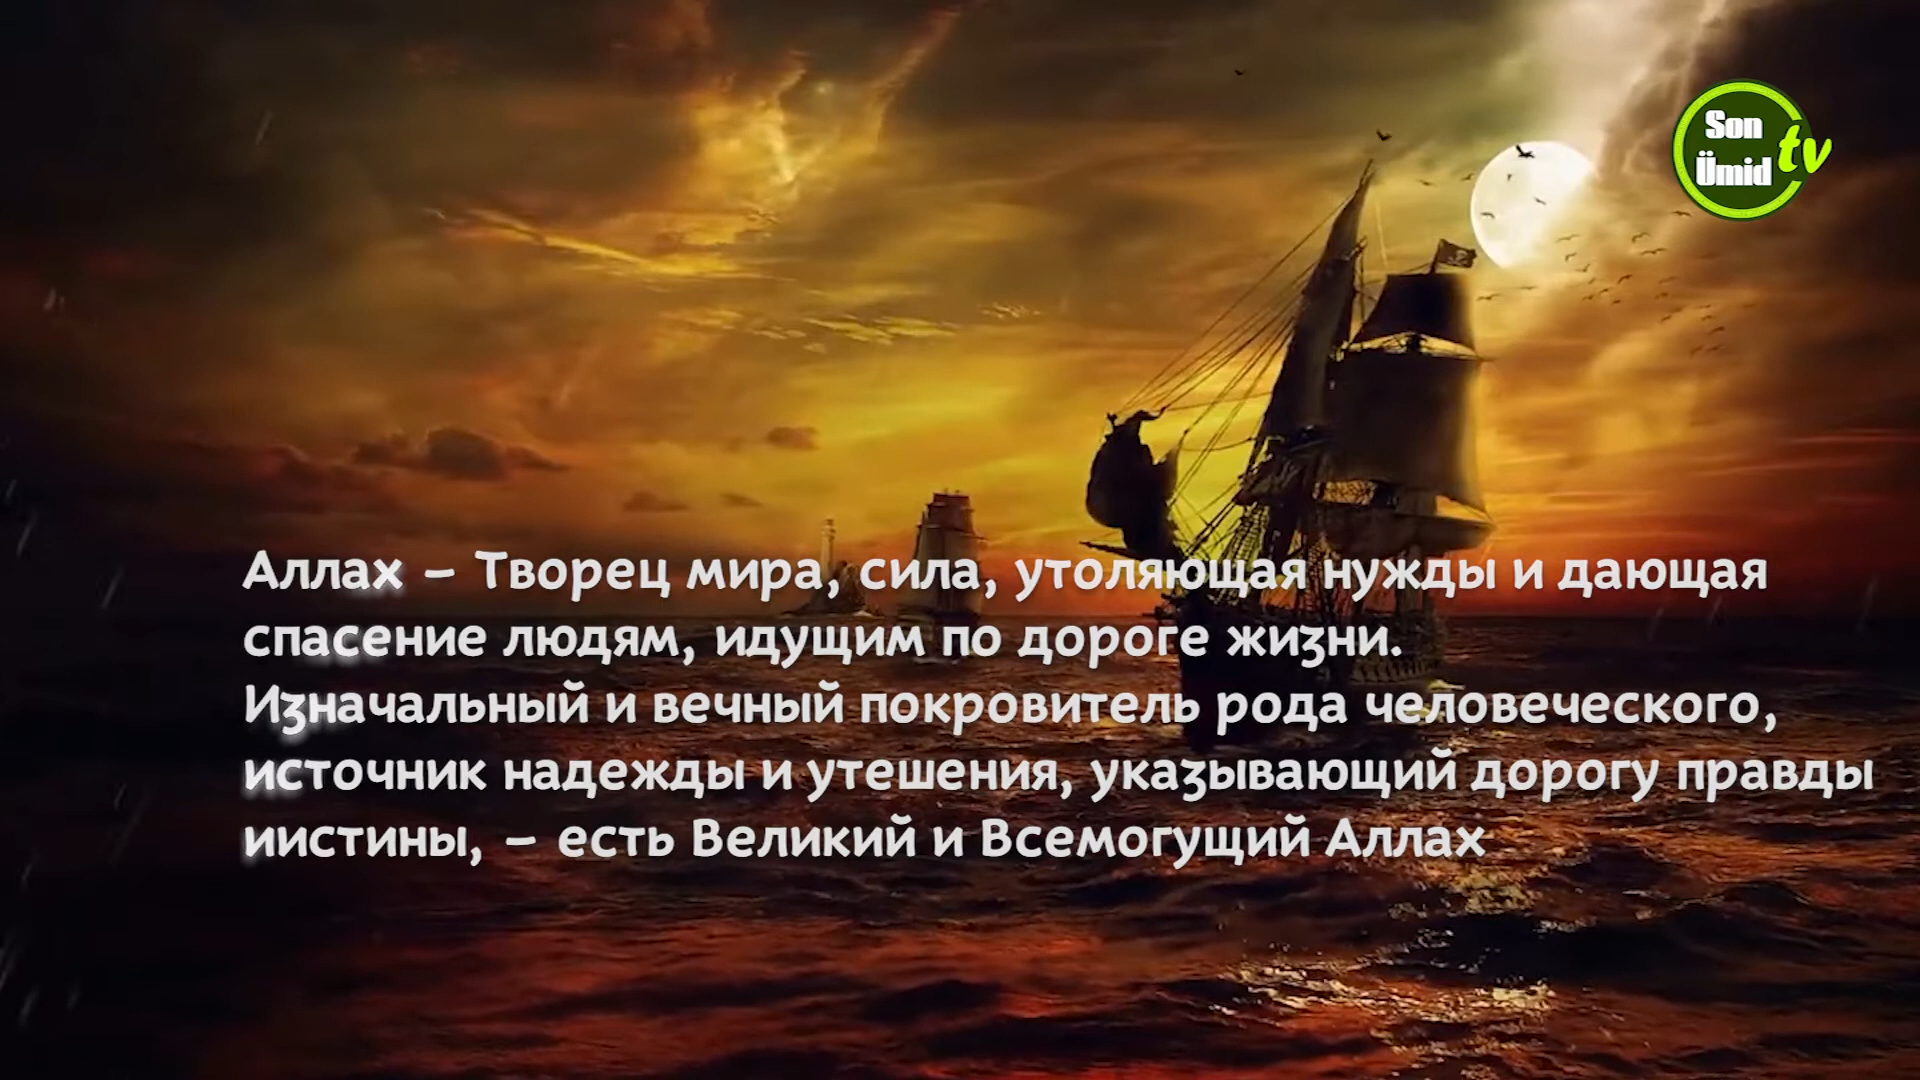 Son
Ümid tv
Аллах – Творец мира, сила, утоляющая нужды и дающая
спасение людям, идущим по дороге жизни.
Изначальный и вечный покровитель рода человеческого,
источник надежды и утешения, указывающий дорогу правды
иистины, – есть Великий и Всемогущий Аллах